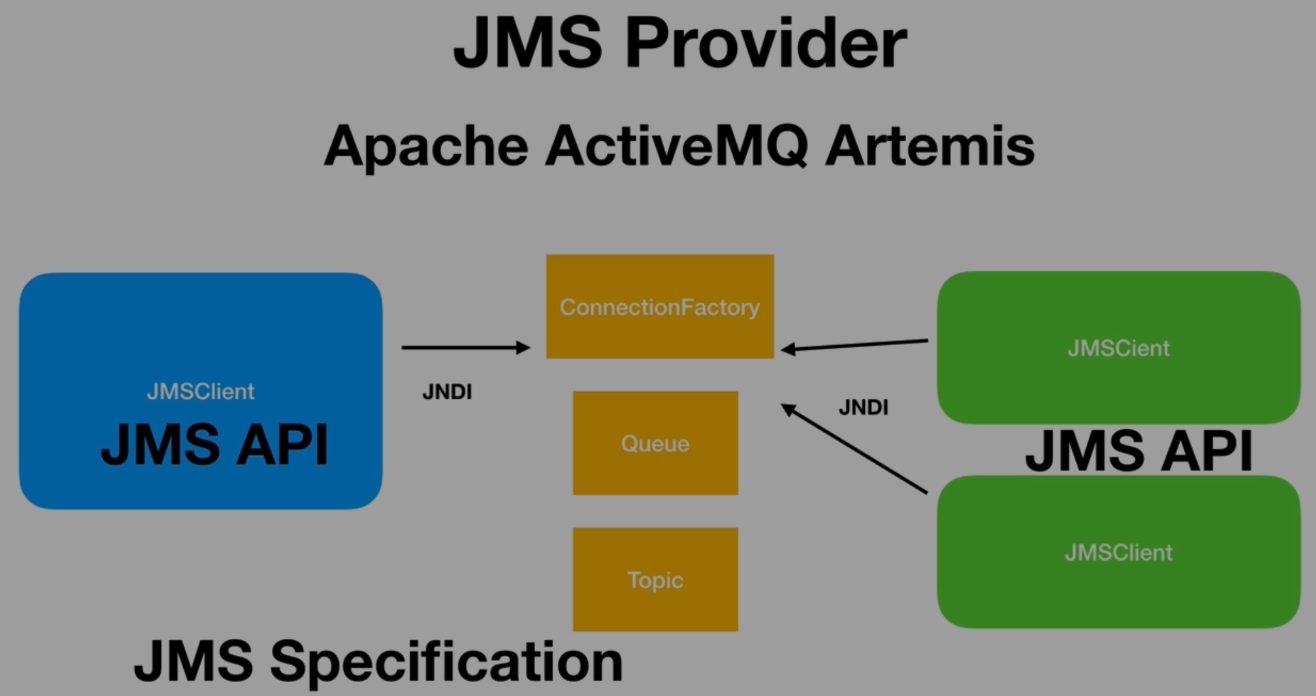 JMS Provider
Apache ActiveMQ Artemis
ConnectionFactory
JMSClient
JMS API
JNDI
Queue
Topic
JNDI
JMSCient
JMS API
JMSClient
JMS Specification